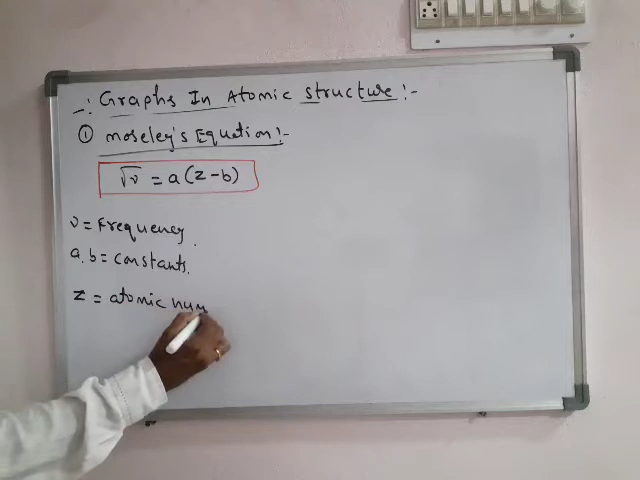 -: Graphs In Atomic structure :-
① moseley's Equation :-
√ν = a (z-b)
ν = Frequency.
a, b = constants.
z = atomic num